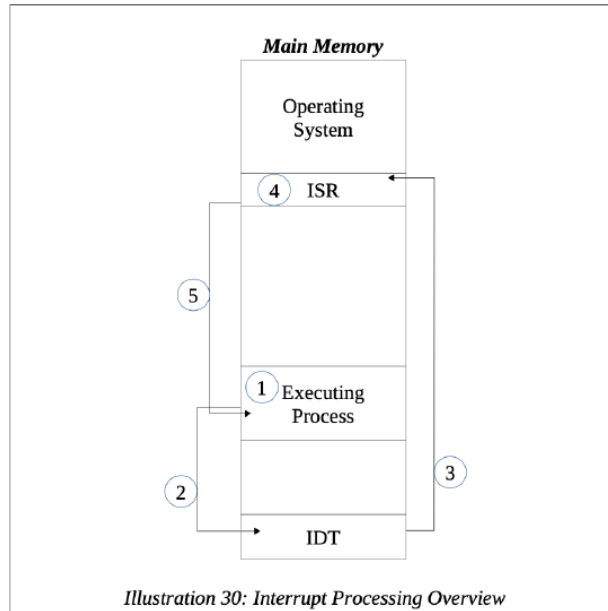 Main Memory
Operating
System
4
ISR
5
1
Executing
Process
2
3
IDT
Illustration 30: Interrupt Processing Overview